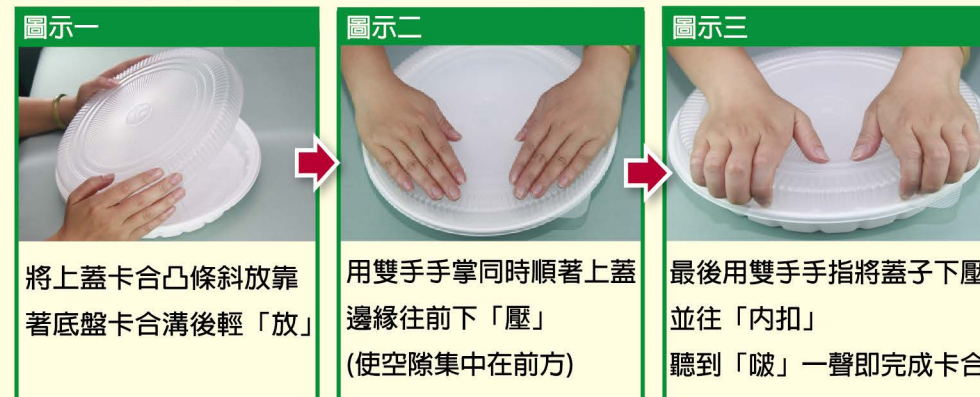 圖示一
將上蓋卡合凸條斜放靠
著底盤卡合溝後輕「放」
圖示二
用雙手手掌同時順著上蓋
邊緣往前下「壓」
(使空隙集中在前方)
圖示三
最後用雙手手指將蓋子下壓
並往「內扣」
聽到「啵」一聲即完成卡合